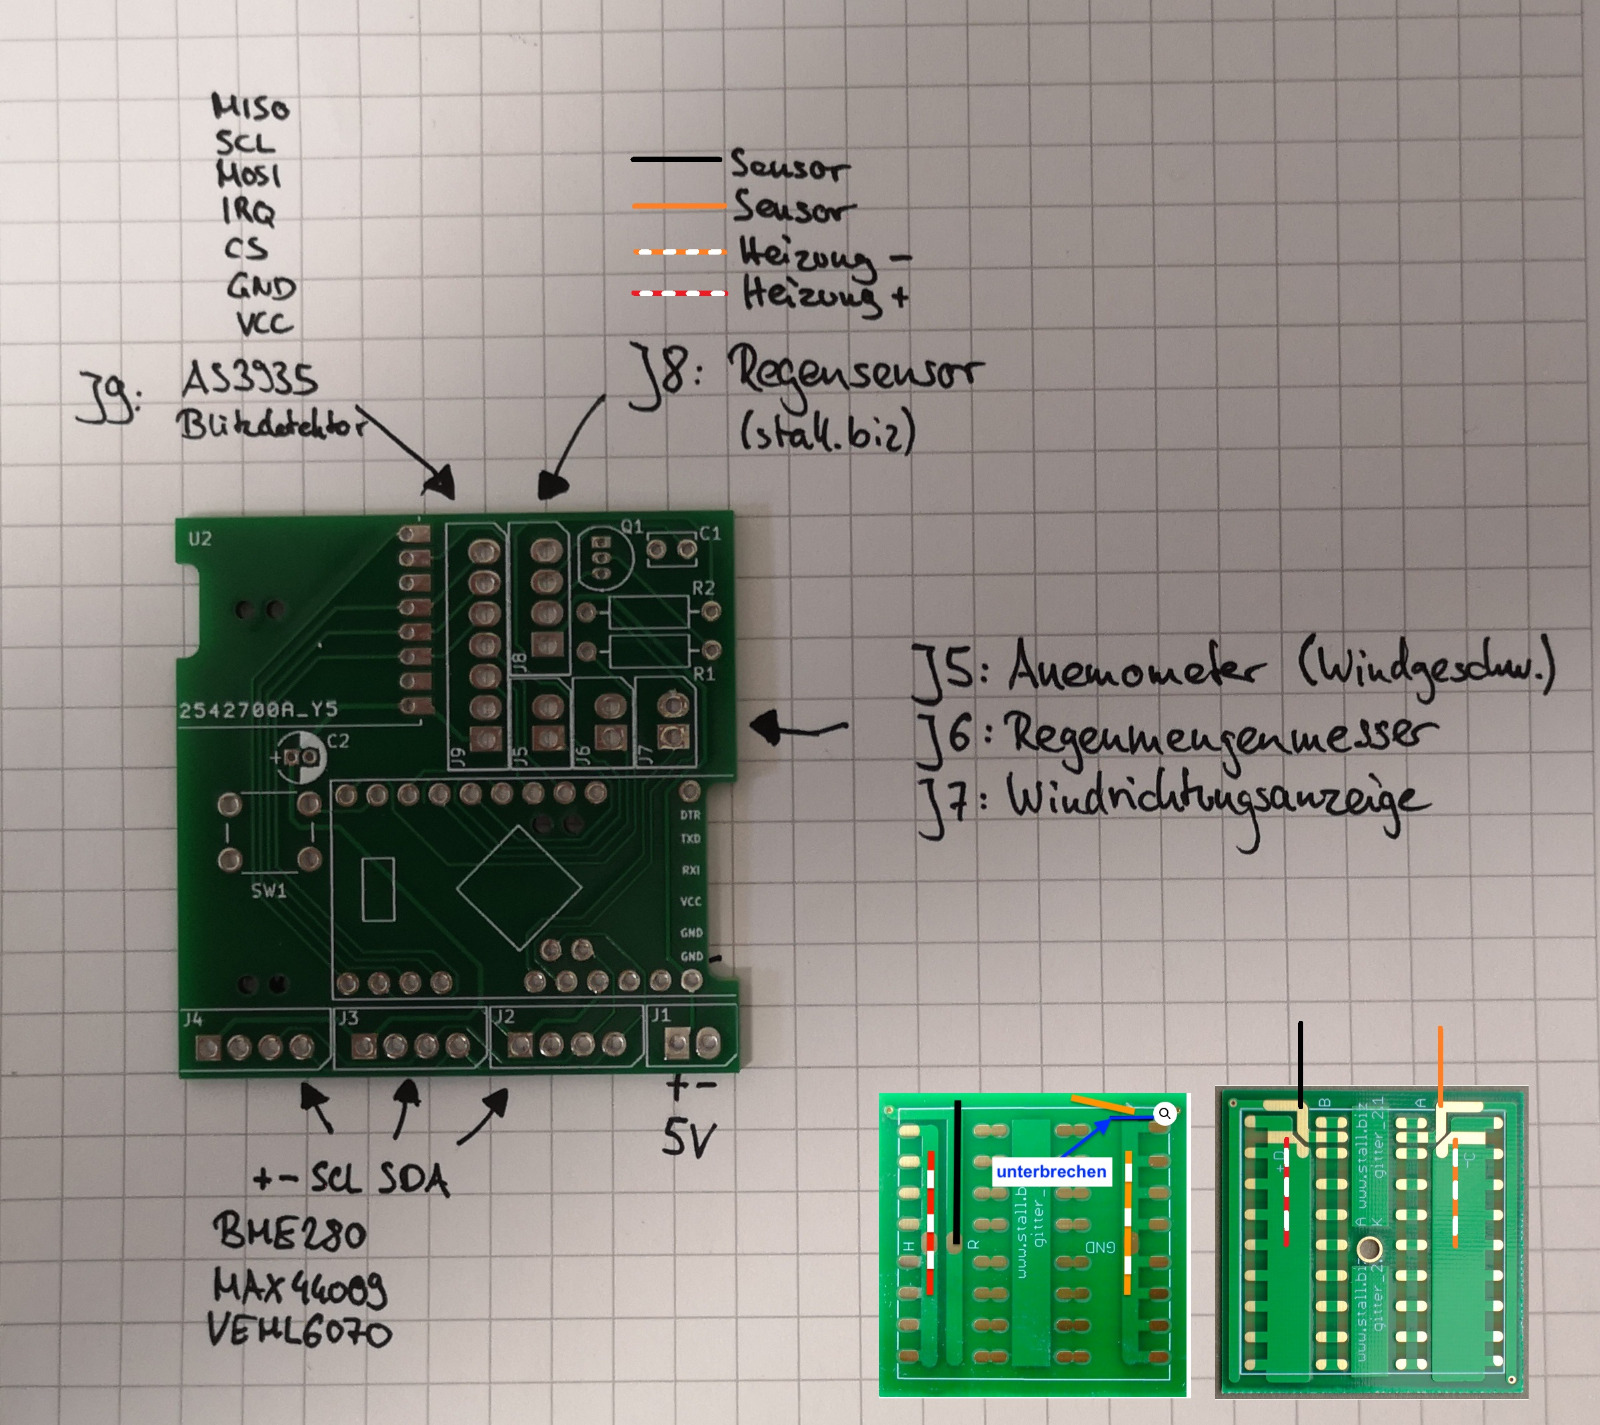 MISO
SCL
MOSI
IRQ
CS
GND
VCC
J9: AS3935
Blitzdetektor
Sensor
Sensor
Heizung -
Heizung +
J8: Regensensor
(stall.biz)
U2
Q1
C1
R2
R1
J8
2542700A_Y5
C2
+
J9
J5
J6
J7
SW1
DTR
TXD
RXI
VCC
GND
GND -
J4
J3
J2
J1
J5: Anemometer (Windgeschw.)
J6: Regenmengenmesser
J7: Windrichtungsanzeige
+ -
5V
+ - SCL SDA
BME280
MAX44009
VEML6070
unterbrechen
H
R
GND
www.stall.b
gitter_
B
A
www.stall.biz
gitter_2.1
+D
-C
A
K
www.stall.bi
gitter_2.